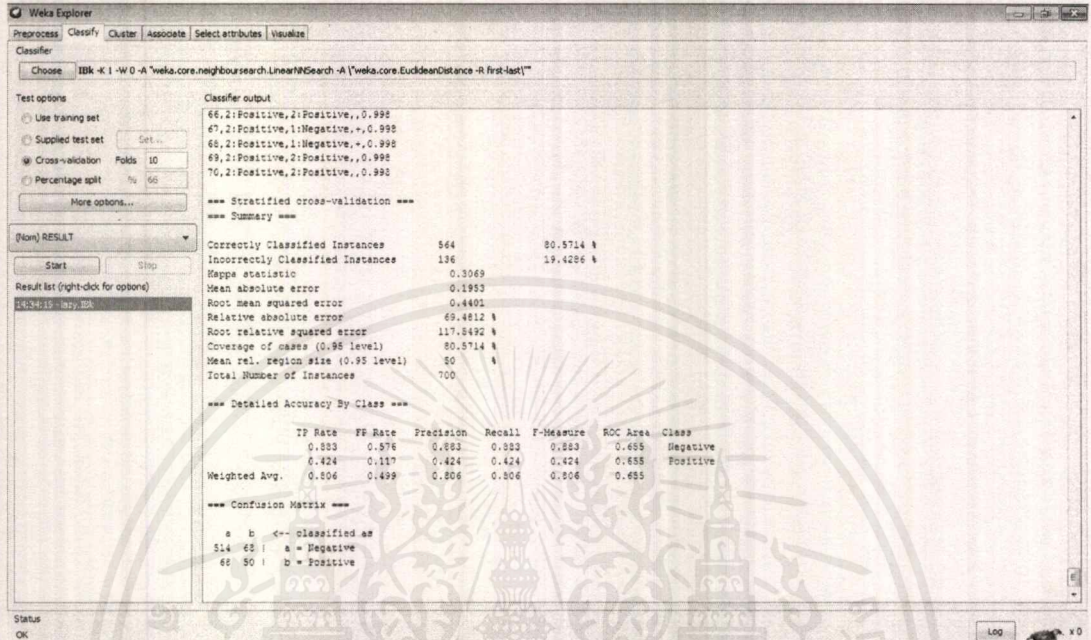 Weka Explorer
Preprocess Classify Cluster Associate Select attributes Visualize
Classifier
Choose IBk -K 1 -W 0 -A "weka.core.neighboursearch.LinearNNSearch -A \"weka.core.EuclideanDistance -R first-last\""
Test options
Use training set
Supplied test set Set...
Cross-validation Folds 10
Percentage split % 66
More options...
(Nom) RESULT
Start Stop
Result list (right-click for options)
14:34:15 - lazy.IBk
Classifier output
66,2:Positive,2:Positive,,0.998
67,2:Positive,1:Negative,+,0.998
68,2:Positive,1:Negative,+,0.998
69,2:Positive,2:Positive,,0.998
70,2:Positive,2:Positive,,0.998
=== Stratified cross-validation ===
=== Summary ===
Correctly Classified Instances 564 80.5714 %
Incorrectly Classified Instances 136 19.4286 %
Kappa statistic 0.3069
Mean absolute error 0.1953
Root mean squared error 0.4401
Relative absolute error 69.4812 %
Root relative squared error 117.5492 %
Coverage of cases (0.95 level) 80.5714 %
Mean rel. region size (0.95 level) 50 %
Total Number of Instances 700
=== Detailed Accuracy By Class ===
TP Rate FP Rate Precision Recall F-Measure ROC Area Class
0.883 0.576 0.883 0.883 0.883 0.655 Negative
0.424 0.117 0.424 0.424 0.424 0.655 Positive
Weighted Avg. 0.806 0.499 0.806 0.806 0.806 0.655
=== Confusion Matrix ===
a b <-- classified as
514 68 | a = Negative
68 50 | b = Positive
Status
OK
Log
x 0